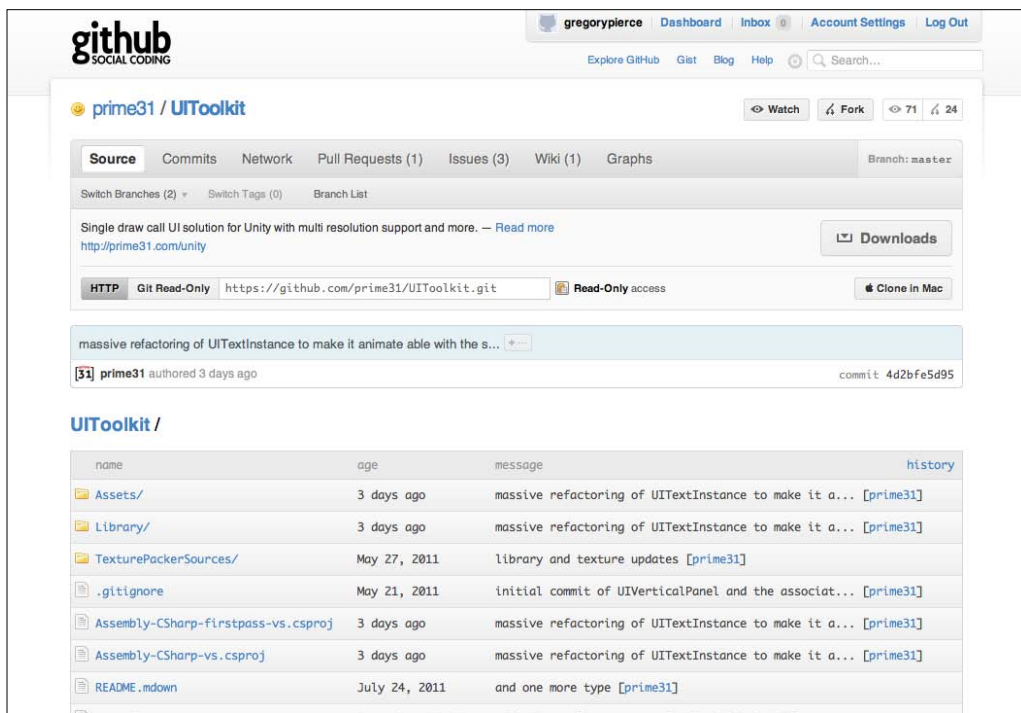 github
SOCIAL CODING
gregorypierce Dashboard Inbox 0 Account Settings Log Out
Explore GitHub Gist Blog Help Search...
prime31 / UIToolkit
Watch Fork 71 24
Source Commits Network Pull Requests (1) Issues (3) Wiki (1) Graphs Branch: master
Switch Branches (2) Switch Tags (0) Branch List
Single draw call UI solution for Unity with multi resolution support and more. — Read more
http://prime31.com/unity
Downloads
HTTP Git Read-Only https://github.com/prime31/UIToolkit.git Read-Only access Clone in Mac
massive refactoring of UITextInstance to make it animate able with the s...
[31] prime31 authored 3 days ago commit 4d2bfe5d95
UIToolkit /
name age message history
Assets/ 3 days ago massive refactoring of UITextInstance to make it a... [prime31]
Library/ 3 days ago massive refactoring of UITextInstance to make it a... [prime31]
TexturePackerSources/ May 27, 2011 library and texture updates [prime31]
.gitignore May 21, 2011 initial commit of UIVerticalPanel and the associat... [prime31]
Assembly-CSharp-firstpass-vs.csproj 3 days ago massive refactoring of UITextInstance to make it a... [prime31]
Assembly-CSharp-vs.csproj 3 days ago massive refactoring of UITextInstance to make it a... [prime31]
README.mdown July 24, 2011 and one more type [prime31]